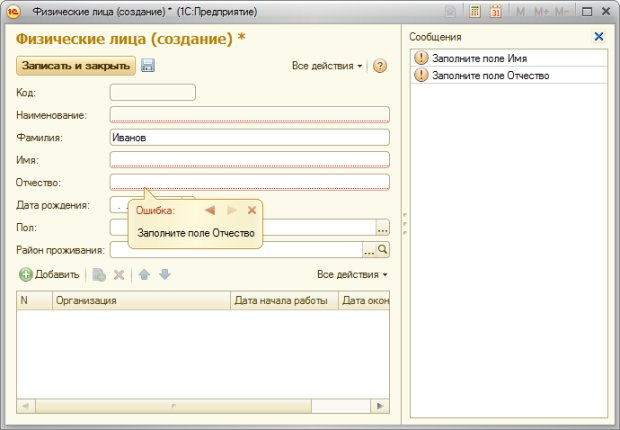 Физические лица (создание) * (1С:Предприятие)
M M+ M-
Физические лица (создание) *
Записать и закрыть
Все действия
?
Код:
Наименование:
Фамилия: Иванов
Имя:
Отчество:
Дата рождения: . .
Ошибка:
Заполните поле Отчество
Пол: ...
Район проживания: ...
Добавить
Все действия
N Организация Дата начала работы Дата окон
Сообщения
! Заполните поле Имя
! Заполните поле Отчество